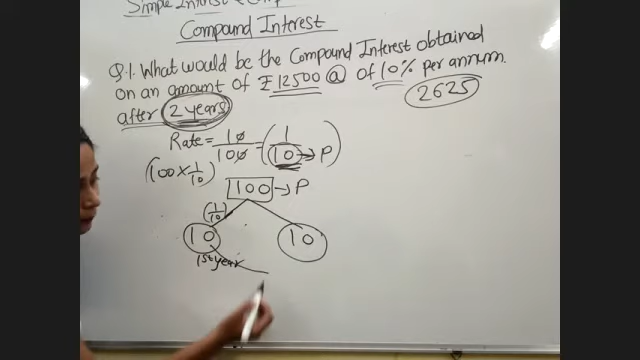 Simple Interest & Comp
Compound Interest
Q.1. What would be the Compound Interest obtained
on an amount of ₹ 12500 @ of 10% per annum
after 2 years
2625
Rate = 10/100 = (1/10 → P)
(100 × 1/10)
100 → P
(1/10)
10 10
1st year